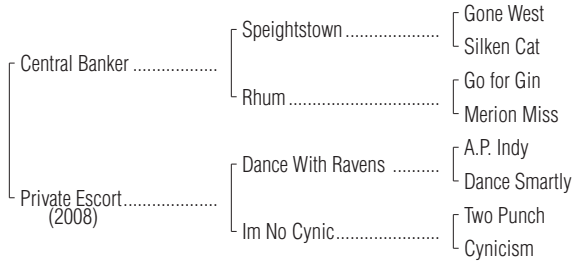 Gone West
Speightstown ....................
Silken Cat
Central Banker ..................
Go for Gin
Rhum ................................
Merion Miss
A.P. Indy
Dance With Ravens ..........
Dance Smartly
Private Escort ....................
(2008)
Two Punch
Im No Cynic ......................
Cynicism